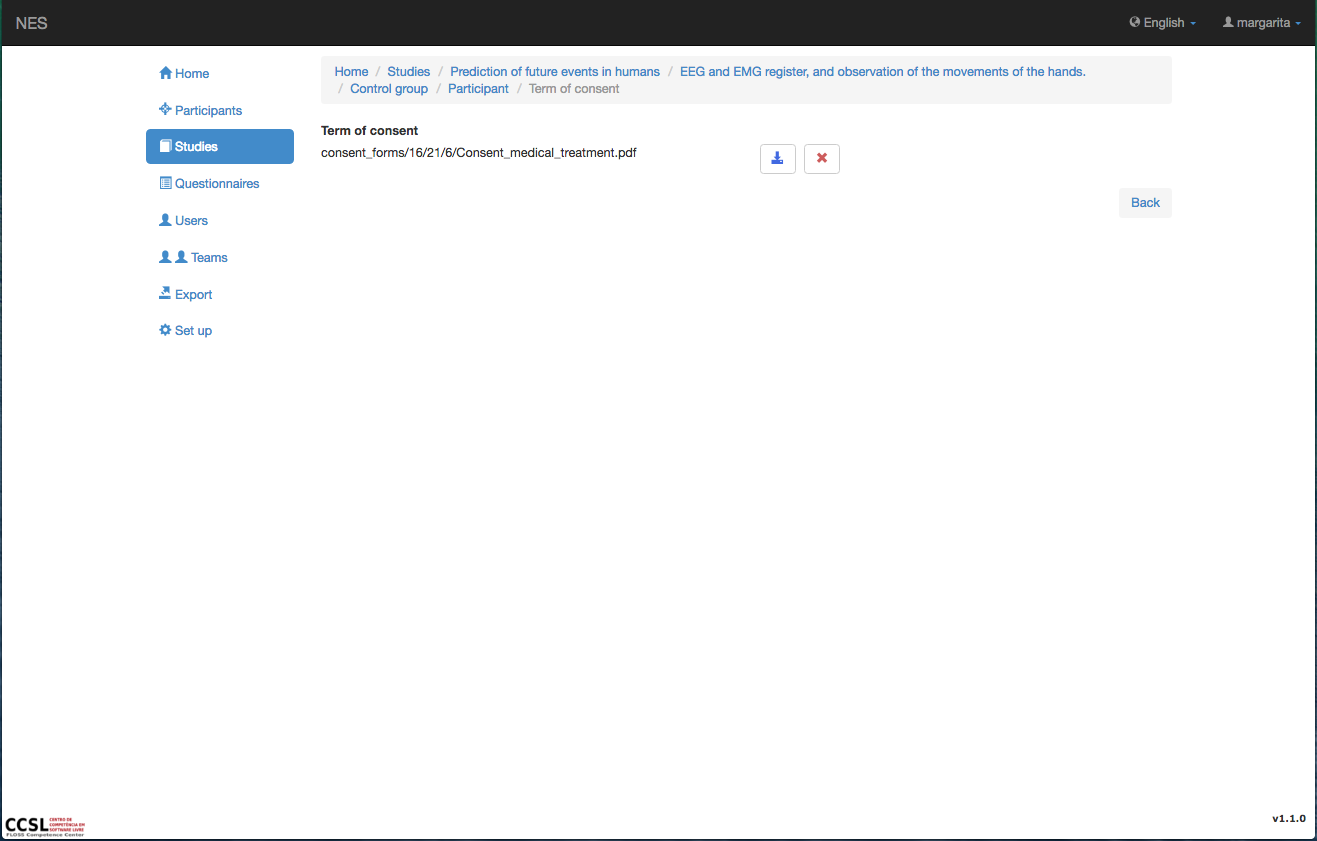 NES
English
margarita
Home
Participants
Studies
Questionnaires
Users
Teams
Export
Set up
Home / Studies / Prediction of future events in humans / EEG and EMG register, and observation of the movements of the hands.
/ Control group / Participant / Term of consent
Term of consent
consent_forms/16/21/6/Consent_medical_treatment.pdf
Back
CCSL
CENTRO DE
COMPETÊNCIA EM
SOFTWARE LIVRE
FLOSS Competence Center
v1.1.0